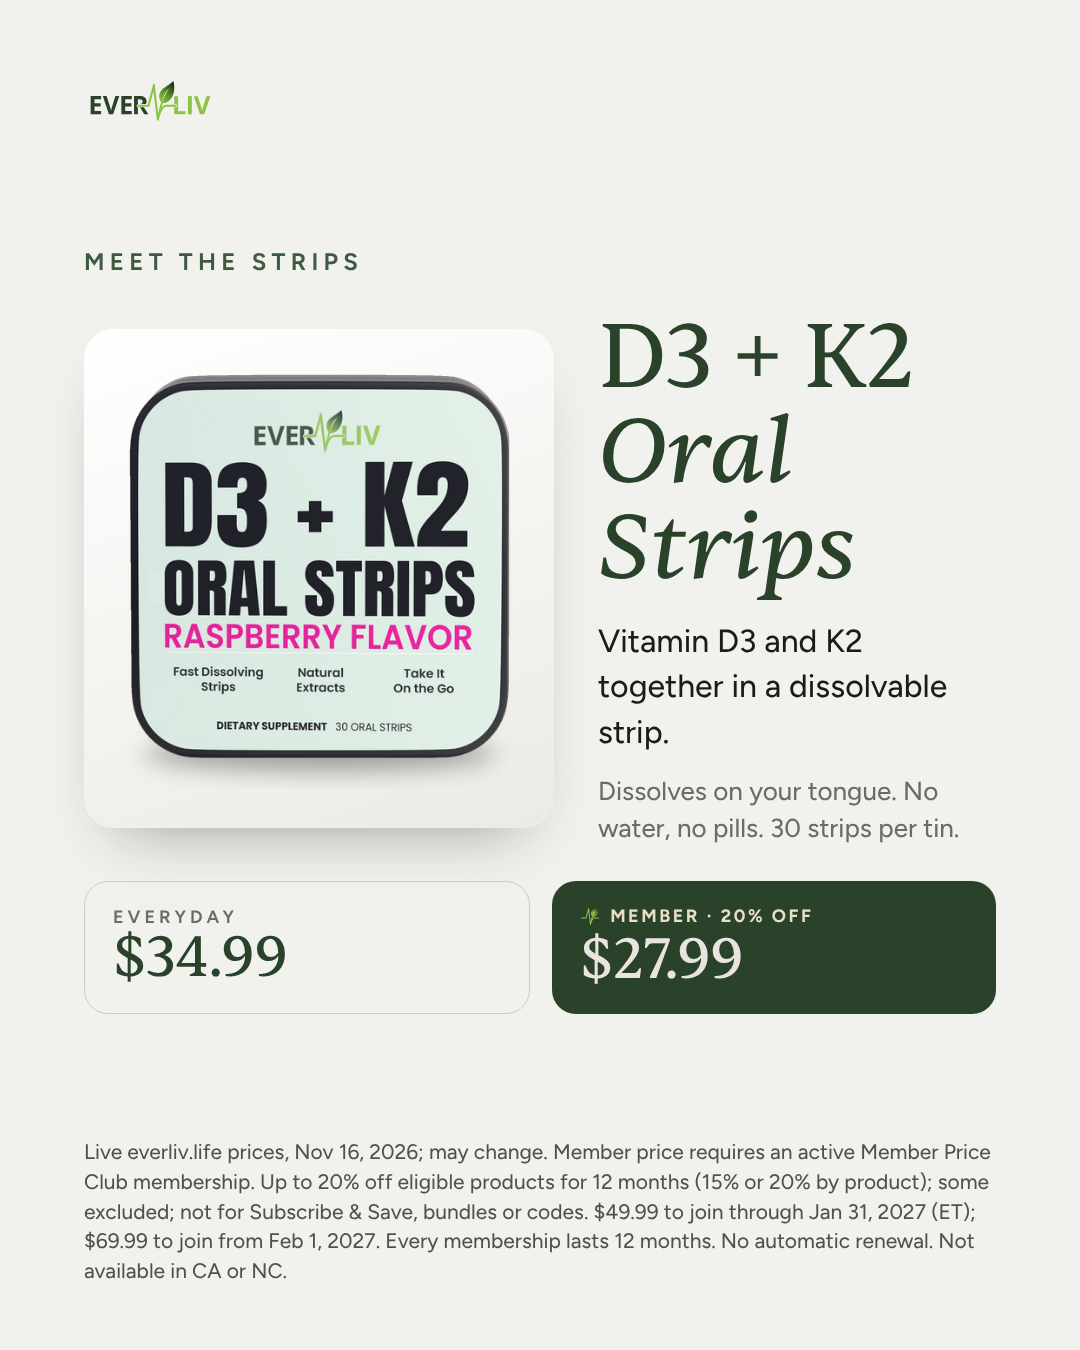 EVERLIV
MEET THE STRIPS
EVERLIV
D3 + K2
ORAL STRIPS
RASPBERRY FLAVOR
Fast Dissolving
Strips
Natural
Extracts
Take It
On the Go
DIETARY SUPPLEMENT 30 ORAL STRIPS
D3 + K2
Oral
Strips
Vitamin D3 and K2
together in a dissolvable
strip.
Dissolves on your tongue. No
water, no pills. 30 strips per tin.
EVERYDAY
$34.99
MEMBER · 20% OFF
$27.99
Live everliv.life prices, Nov 16, 2026; may change. Member price requires an active Member Price
Club membership. Up to 20% off eligible products for 12 months (15% or 20% by product); some
excluded; not for Subscribe & Save, bundles or codes. $49.99 to join through Jan 31, 2027 (ET);
$69.99 to join from Feb 1, 2027. Every membership lasts 12 months. No automatic renewal. Not
available in CA or NC.